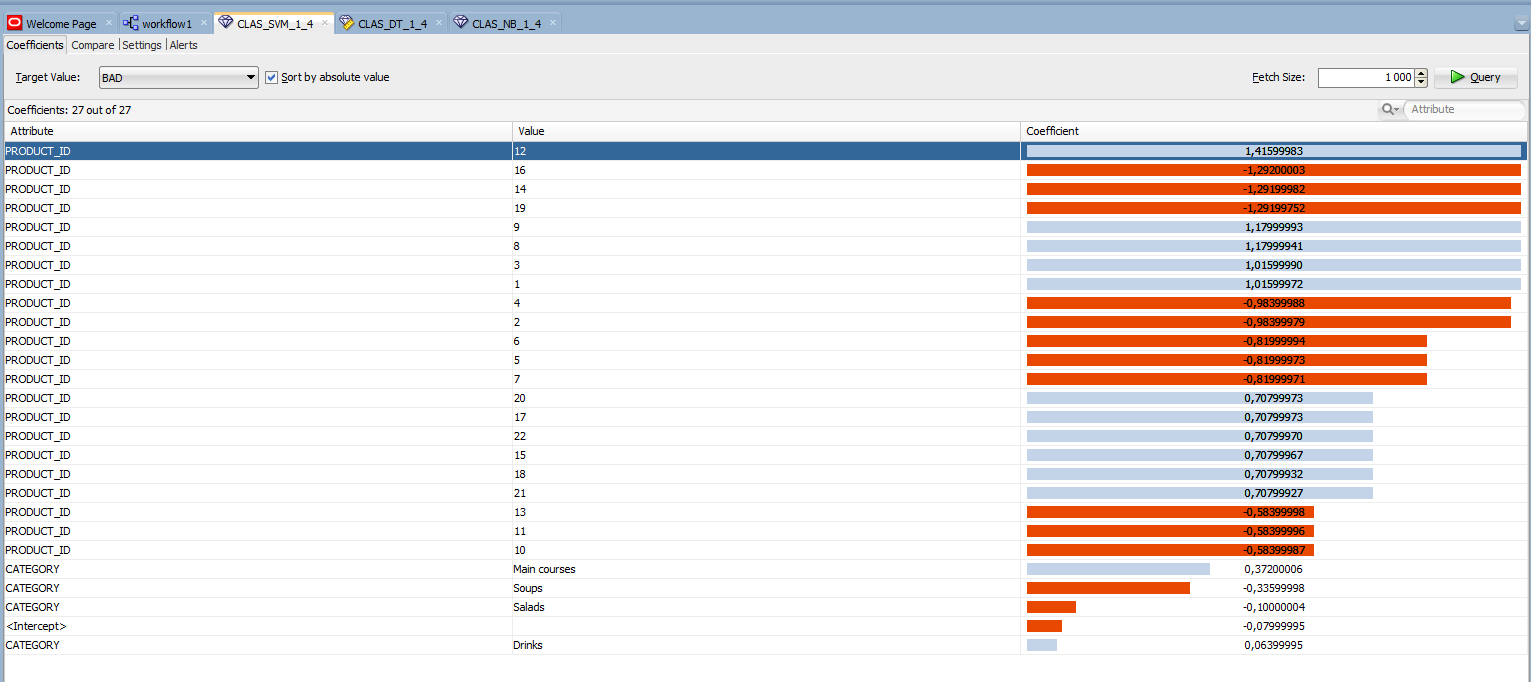 Welcome Page workflow1 CLAS_SVM_1_4 CLAS_DT_1_4 CLAS_NB_1_4
Coefficients Compare Settings Alerts
Target Value: BAD Sort by absolute value Fetch Size: 1 000 Query
Coefficients: 27 out of 27 Attribute
Attribute Value Coefficient
PRODUCT_ID 12 1,41599983
PRODUCT_ID 16 -1,29200003
PRODUCT_ID 14 -1,29199982
PRODUCT_ID 19 -1,29199752
PRODUCT_ID 9 1,17999993
PRODUCT_ID 8 1,17999941
PRODUCT_ID 3 1,01599990
PRODUCT_ID 1 1,01599972
PRODUCT_ID 4 -0,98399988
PRODUCT_ID 2 -0,98399979
PRODUCT_ID 6 -0,81999994
PRODUCT_ID 5 -0,81999973
PRODUCT_ID 7 -0,81999971
PRODUCT_ID 20 0,70799973
PRODUCT_ID 17 0,70799973
PRODUCT_ID 22 0,70799970
PRODUCT_ID 15 0,70799967
PRODUCT_ID 18 0,70799932
PRODUCT_ID 21 0,70799927
PRODUCT_ID 13 -0,58399998
PRODUCT_ID 11 -0,58399996
PRODUCT_ID 10 -0,58399987
CATEGORY Main courses 0,37200006
CATEGORY Soups -0,33599998
CATEGORY Salads -0,10000004
<Intercept> -0,07999995
CATEGORY Drinks 0,06399995